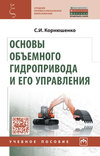 С.И. Корнюшенко
ОСНОВЫ
ОБЪЕМНОГО
ГИДРОПРИВОДА
И ЕГО УПРАВЛЕНИЯ
УЧЕБНОЕ ПОСОБИЕ